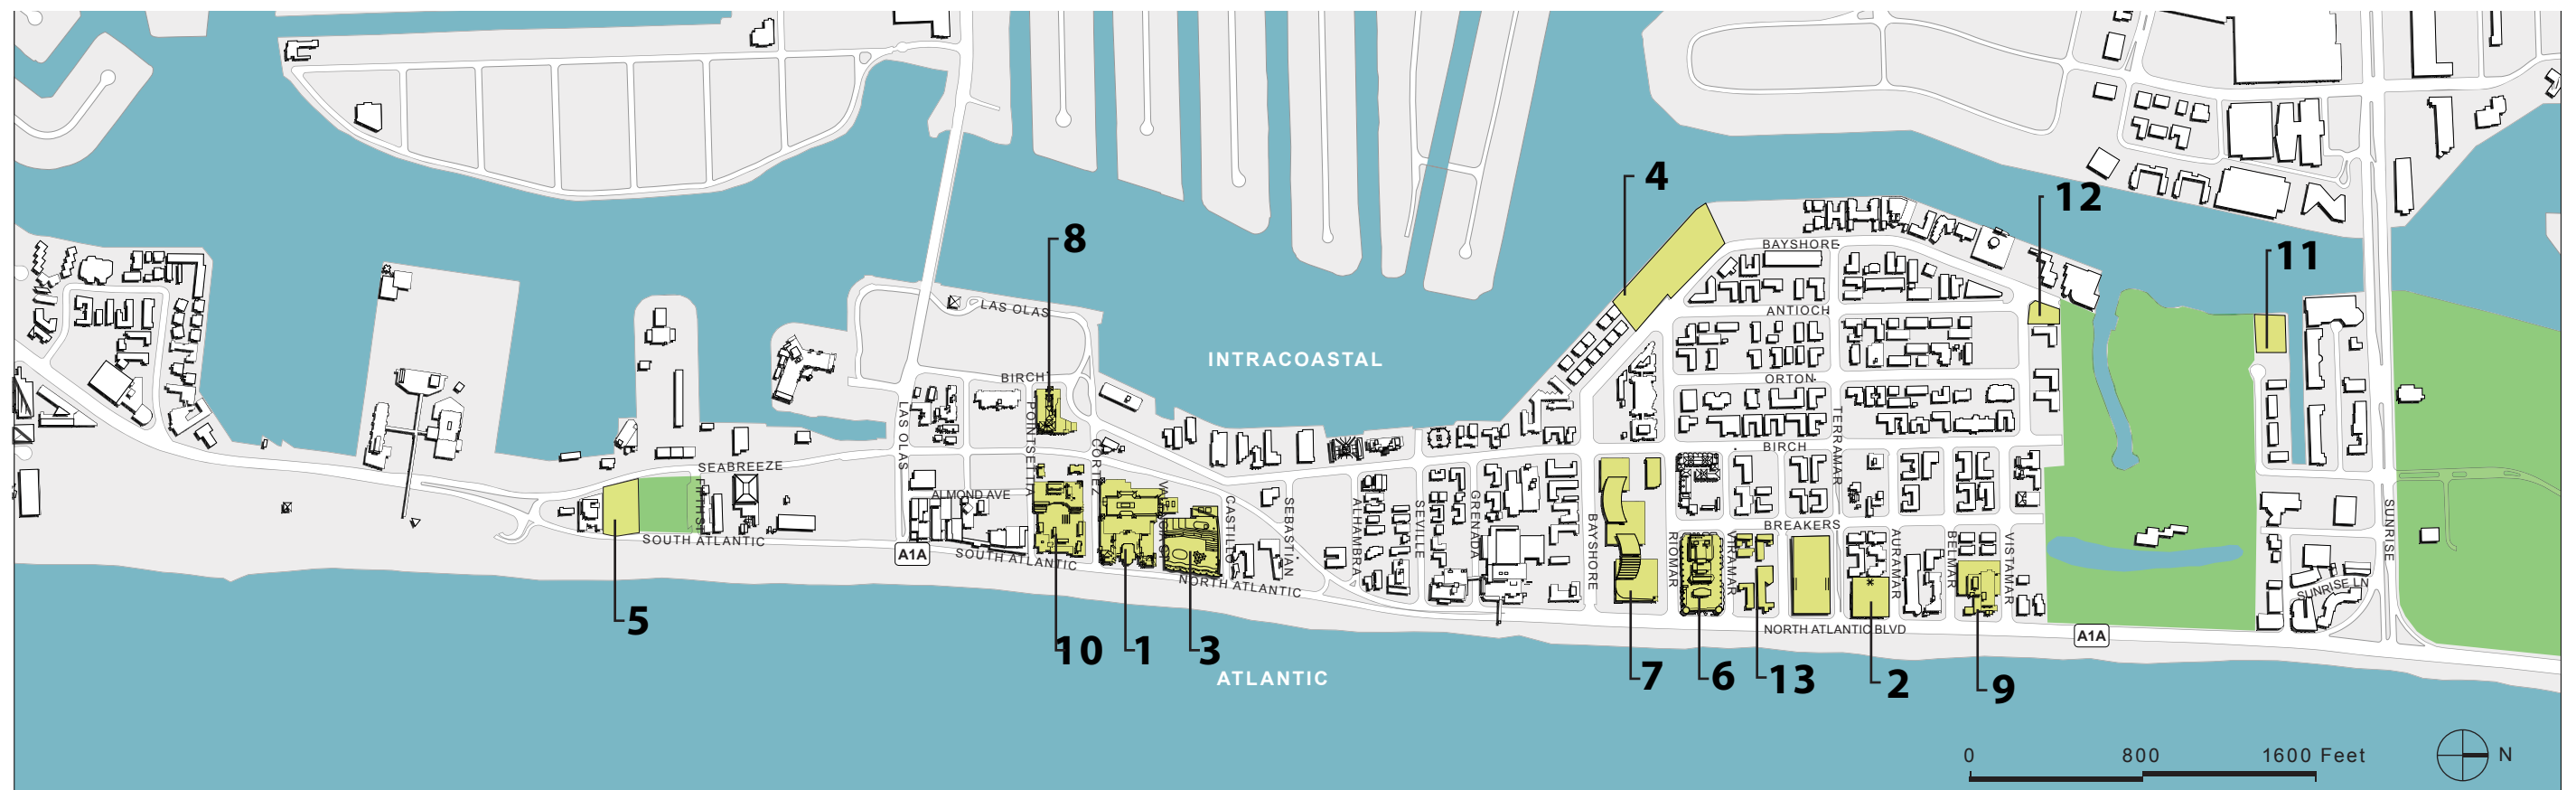 4
12
8
11
BAYSHORE
LAS OLAS
ANTIOCH
INTRACOASTAL
BIRCH
ORTON
LAS OLAS
POINSETTIA
CORTEZ
TERRAMAR
BIRCH
SEABREEZE
ALMOND AVE
FIFTH ST
CASTILLO
SEBASTIAN
ALHAMBRA
SEVILLE
GRENADA
BAYSHORE
BREAKERS
RIOMAR
VIRAMAR
AURAMAR
BELMAR
VISTAMAR
SUNRISE
SOUTH ATLANTIC
A1A
SOUTH ATLANTIC
NORTH ATLANTIC
SUNRISE LN
5
NORTH ATLANTIC BLVD
A1A
10
1
3
ATLANTIC
7
6
13
2
9
0 800 1600 Feet
N